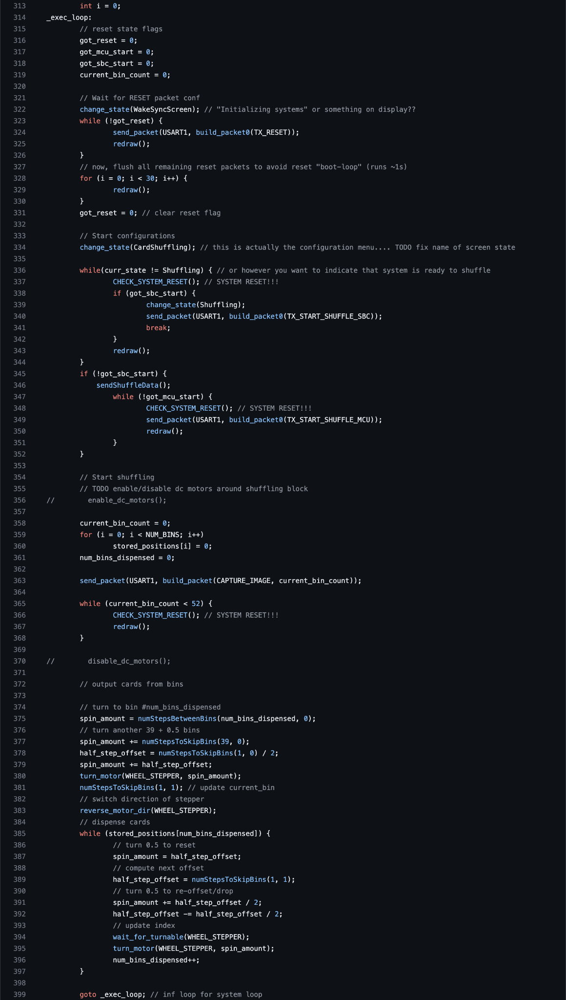 313 int i = 0;
314 _exec_loop:
315 // reset state flags
316 got_reset = 0;
317 got_mcu_start = 0;
318 got_sbc_start = 0;
319 current_bin_count = 0;
320
321 // Wait for RESET packet conf
322 change_state(WakeSyncScreen); // "Initializing systems" or something on display??
323 while (!got_reset) {
324 send_packet(USART1, build_packet0(TX_RESET));
325 redraw();
326 }
327 // now, flush all remaining reset packets to avoid reset "boot-loop" (runs ~1s)
328 for (i = 0; i < 30; i++) {
329 redraw();
330 }
331 got_reset = 0; // clear reset flag
332
333 // Start configurations
334 change_state(CardShuffling); // this is actually the configuration menu.... TODO fix name of screen state
335
336 while(curr_state != Shuffling) { // or however you want to indicate that system is ready to shuffle
337 CHECK_SYSTEM_RESET(); // SYSTEM RESET!!!
338 if (got_sbc_start) {
339 change_state(Shuffling);
340 send_packet(USART1, build_packet0(TX_START_SHUFFLE_SBC));
341 break;
342 }
343 redraw();
344 }
345 if (!got_sbc_start) {
346 sendShuffleData();
347 while (!got_mcu_start) {
348 CHECK_SYSTEM_RESET(); // SYSTEM RESET!!!
349 send_packet(USART1, build_packet0(TX_START_SHUFFLE_MCU));
350 redraw();
351 }
352 }
353
354 // Start shuffling
355 // TODO enable/disable dc motors around shuffling block
356 // enable_dc_motors();
357
358 current_bin_count = 0;
359 for (i = 0; i < NUM_BINS; i++)
360 stored_positions[i] = 0;
361 num_bins_dispensed = 0;
362
363 send_packet(USART1, build_packet(CAPTURE_IMAGE, current_bin_count));
364
365 while (current_bin_count < 52) {
366 CHECK_SYSTEM_RESET(); // SYSTEM RESET!!!
367 redraw();
368 }
369
370 // disable_dc_motors();
371
372 // output cards from bins
373
374 // turn to bin #num_bins_dispensed
375 spin_amount = numStepsBetweenBins(num_bins_dispensed, 0);
376 // turn another 39 + 0.5 bins
377 spin_amount += numStepsToSkipBins(39, 0);
378 half_step_offset = numStepsToSkipBins(1, 0) / 2;
379 spin_amount += half_step_offset;
380 turn_motor(WHEEL_STEPPER, spin_amount);
381 numStepsToSkipBins(1, 1); // update current_bin
382 // switch direction of stepper
383 reverse_motor_dir(WHEEL_STEPPER);
384 // dispense cards
385 while (stored_positions[num_bins_dispensed]) {
386 // turn 0.5 to reset
387 spin_amount = half_step_offset;
388 // compute next offset
389 half_step_offset = numStepsToSkipBins(1, 1);
390 // turn 0.5 to re-offset/drop
391 spin_amount += half_step_offset / 2;
392 half_step_offset -= half_step_offset / 2;
393 // update index
394 wait_for_turnable(WHEEL_STEPPER);
395 turn_motor(WHEEL_STEPPER, spin_amount);
396 num_bins_dispensed++;
397 }
398
399 goto _exec_loop; // inf loop for system loop